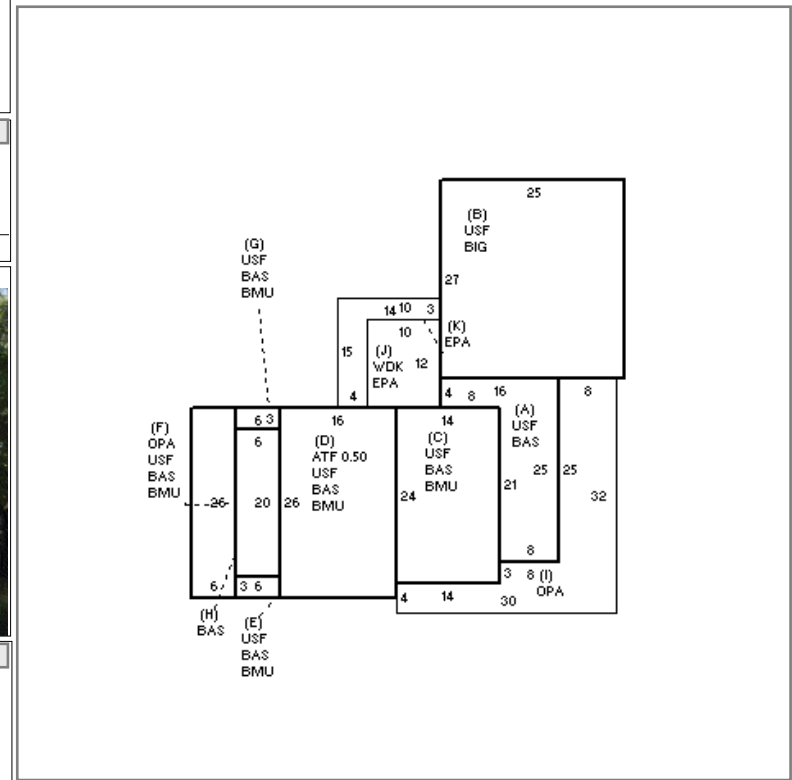 25
(B)
USF
BIG
27
(G)
USF
BAS
BMU
14 10 3
10
(K)
EPA
15
(J)
WDK
EPA
12
4
4 8 16
8
(A)
USF
BAS
6 3
16
14
(F)
OPA
USF
BAS
BMU
6
(D)
ATF 0.50
USF
BAS
BMU
(C)
USF
BAS
BMU
25 25
21
26
20
26
24
32
8
6
3 6
3 8 (I)
OPA
4 14
30
(H)
BAS
(E)
USF
BAS
BMU